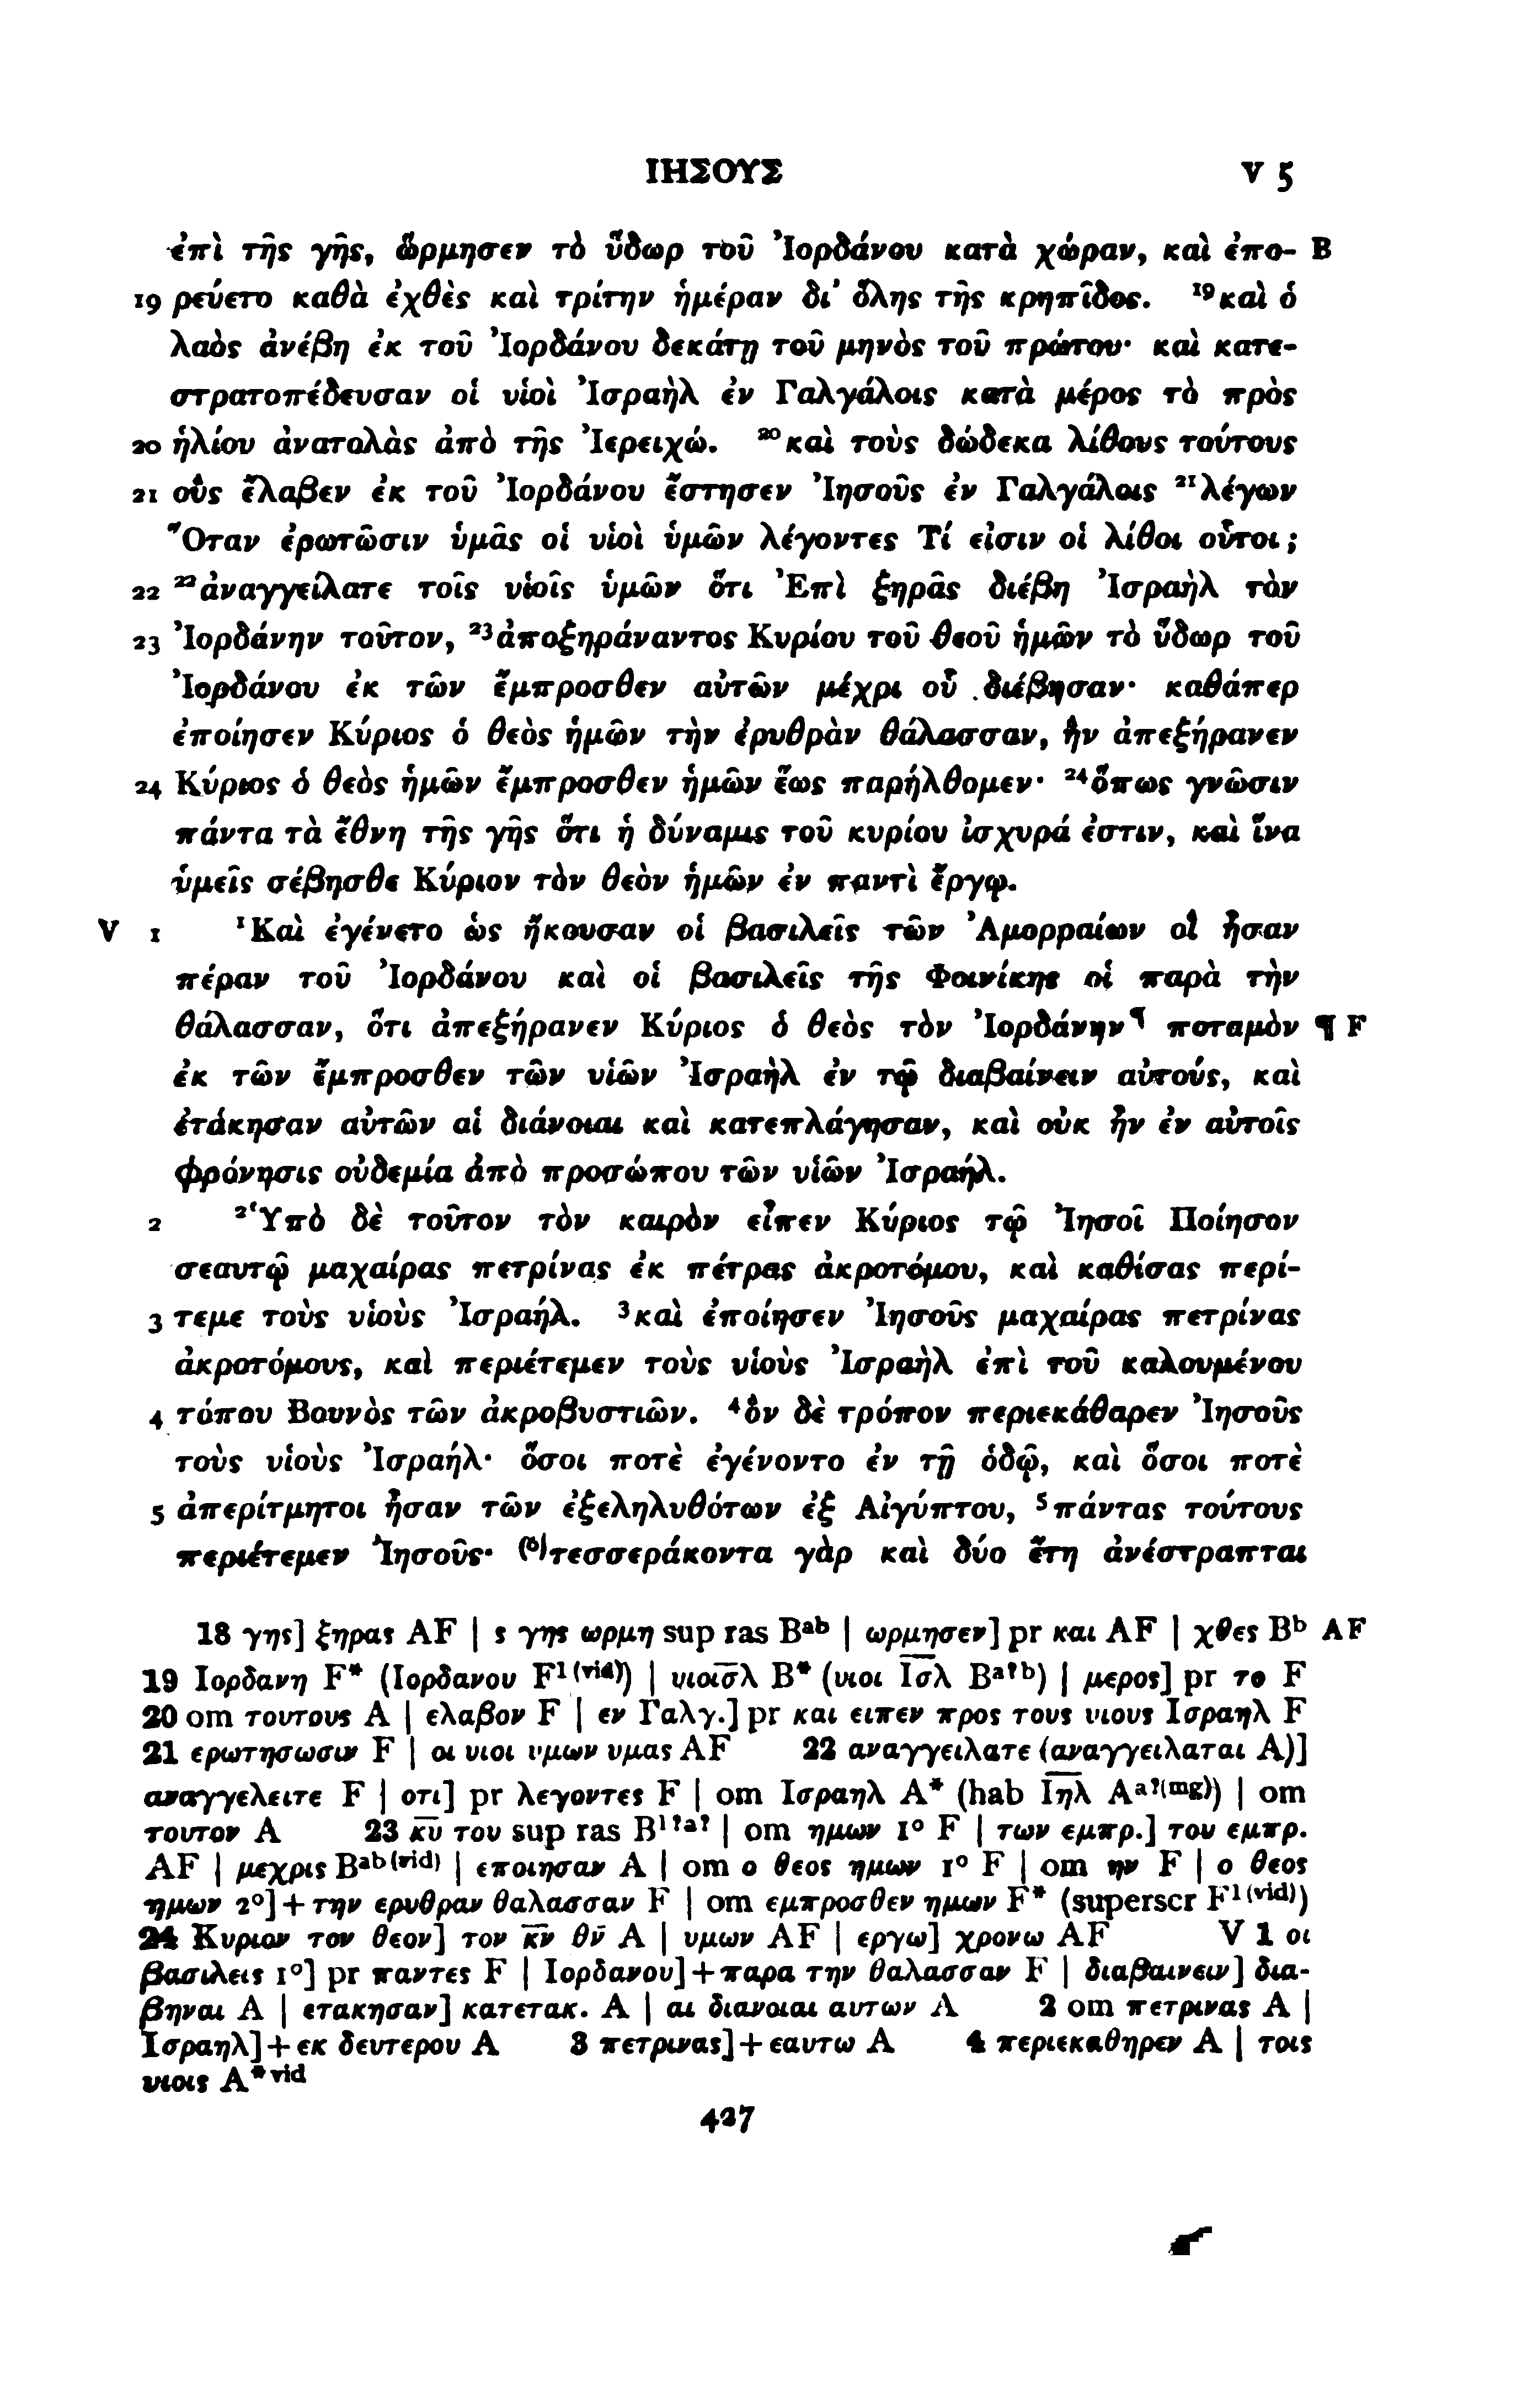 ΙΗΣΟΥΣ V 5
ἐπὶ τῆς γῆς, ὥρμησεν τὸ ὕδωρ τοῦ Ἰορδάνου κατὰ χώραν, καὶ ἐπο- B
19 ρεύετο καθὰ ἐχθὲς καὶ τρίτην ἡμέραν δι' ὅλης τῆς κρηπῖδος. ¹⁹καὶ ὁ
λαὸς ἀνέβη ἐκ τοῦ Ἰορδάνου δεκάτῃ τοῦ μηνὸς τοῦ πρώτου· καὶ κατε-
στρατοπέδευσαν οἱ υἱοὶ Ἰσραὴλ ἐν Γαλγάλοις κατὰ μέρος τὸ πρὸς
20 ἡλίου ἀνατολὰς ἀπὸ τῆς Ἰερειχώ. ²⁰καὶ τοὺς δώδεκα λίθους τούτους
21 οὓς ἔλαβεν ἐκ τοῦ Ἰορδάνου ἔστησεν Ἰησοῦς ἐν Γαλγάλοις ²¹λέγων
Ὅταν ἐρωτῶσιν ὑμᾶς οἱ υἱοὶ ὑμῶν λέγοντες Τί εἰσιν οἱ λίθοι οὗτοι;
22 ²²ἀναγγείλατε τοῖς υἱοῖς ὑμῶν ὅτι Ἐπὶ ξηρᾶς διέβη Ἰσραὴλ τὸν
23 Ἰορδάνην τοῦτον, ²³ἀποξηράναντος Κυρίου τοῦ θεοῦ ἡμῶν τὸ ὕδωρ τοῦ
Ἰορδάνου ἐκ τῶν ἔμπροσθεν αὐτῶν μέχρι οὗ διέβησαν· καθάπερ
ἐποίησεν Κύριος ὁ θεὸς ἡμῶν τὴν ἐρυθρὰν θάλασσαν, ἣν ἀπεξήρανεν
24 Κύριος ὁ θεὸς ἡμῶν ἔμπροσθεν ἡμῶν ἕως παρήλθομεν· ²⁴ὅπως γνῶσιν
πάντα τὰ ἔθνη τῆς γῆς ὅτι ἡ δύναμις τοῦ κυρίου ἰσχυρά ἐστιν, καὶ ἵνα
ὑμεῖς σέβησθε Κύριον τὸν θεὸν ἡμῶν ἐν παντὶ ἔργῳ.
V 1 ¹Καὶ ἐγένετο ὡς ἤκουσαν οἱ βασιλεῖς τῶν Ἀμορραίων οἳ ἦσαν
πέραν τοῦ Ἰορδάνου καὶ οἱ βασιλεῖς τῆς Φοινίκης οἱ παρὰ τὴν
θάλασσαν, ὅτι ἀπεξήρανεν Κύριος ὁ θεὸς τὸν Ἰορδάνην¶ ποταμὸν ¶ F
ἐκ τῶν ἔμπροσθεν τῶν υἱῶν Ἰσραὴλ ἐν τῷ διαβαίνειν αὐτούς, καὶ
ἐτάκησαν αὐτῶν αἱ διάνοιαι καὶ κατεπλάγησαν, καὶ οὐκ ἦν ἐν αὐτοῖς
φρόνησις οὐδεμία ἀπὸ προσώπου τῶν υἱῶν Ἰσραήλ.
2 ²Ὑπὸ δὲ τοῦτον τὸν καιρὸν εἶπεν Κύριος τῷ Ἰησοῖ Ποίησον
σεαυτῷ μαχαίρας πετρίνας ἐκ πέτρας ἀκροτόμου, καὶ καθίσας περί-
3 τεμε τοὺς υἱοὺς Ἰσραήλ. ³καὶ ἐποίησεν Ἰησοῦς μαχαίρας πετρίνας
ἀκροτόμους, καὶ περιέτεμεν τοὺς υἱοὺς Ἰσραὴλ ἐπὶ τοῦ καλουμένου
4 τόπου Βουνὸς τῶν ἀκροβυστιῶν. ⁴ὃν δὲ τρόπον περιεκάθαρεν Ἰησοῦς
τοὺς υἱοὺς Ἰσραήλ· ὅσοι ποτὲ ἐγένοντο ἐν τῇ ὁδῷ, καὶ ὅσοι ποτὲ
5 ἀπερίτμητοι ἦσαν τῶν ἐξεληλυθότων ἐξ Αἰγύπτου, ⁵πάντας τούτους
περιέτεμεν Ἰησοῦς· ⁽⁶⁾τεσσεράκοντα γὰρ καὶ δύο ἔτη ἀνέστραπται
18 γης] ξηρας AF | ς γης ωρμη sup ras Bᵃᵇ | ωρμησεν] pr και AF | χθες Bᵇ AF
19 Ιορδανη F* (Ιορδανου F¹⁽ᵛⁱᵈ⁾) | υιοισ̅λ̅ B* (υιοι Ισ̅λ̅ Bᵃ?ᵇ) | μερος] pr το F
20 om τουτους A | ελαβον F | εν Γαλγ.] pr και ειπεν προς τους υιους Ισραηλ F
21 ερωτησωσιν F | οι υιοι υμων υμας AF 22 αναγγειλατε (αναγγειλαται A)]
αναγγελειτε F | οτι] pr λεγοντες F | om Ισραηλ A* (hab Ιη̅λ̅ Aᵃ?⁽ᵐᵍ⁾) | om
τουτον A 23 κ̅υ̅ του sup ras B¹?ᵃ? | om ημων 1° F | των εμπρ.] του εμπρ.
AF | μεχρις Bᵃᵇ⁽ᵛⁱᵈ⁾ | εποιησαν A | om ο θεος ημων 1° F | om ην F | ο θεος
ημων 2°]+την ερυθραν θαλασσαν F | om εμπροσθεν ημων F* (superscr F¹⁽ᵛⁱᵈ⁾)
24 Κυριον τον θεον] τον κ̅ν̅ θ̅ν̅ A | υμων AF | εργω] χρονω AF V 1 οι
βασιλεις 1°] pr παντες F | Ιορδανου]+παρα την θαλασσαν F | διαβαινειν] δια-
βηναι A | ετακησαν] κατετακ. A | αι διανοιαι αυτων A 2 om πετρινας A |
Ισραηλ]+εκ δευτερου A 3 πετρινας]+εαυτω A 4 περιεκαθηρεν A | τοις
υιοις A*ᵛⁱᵈ
427